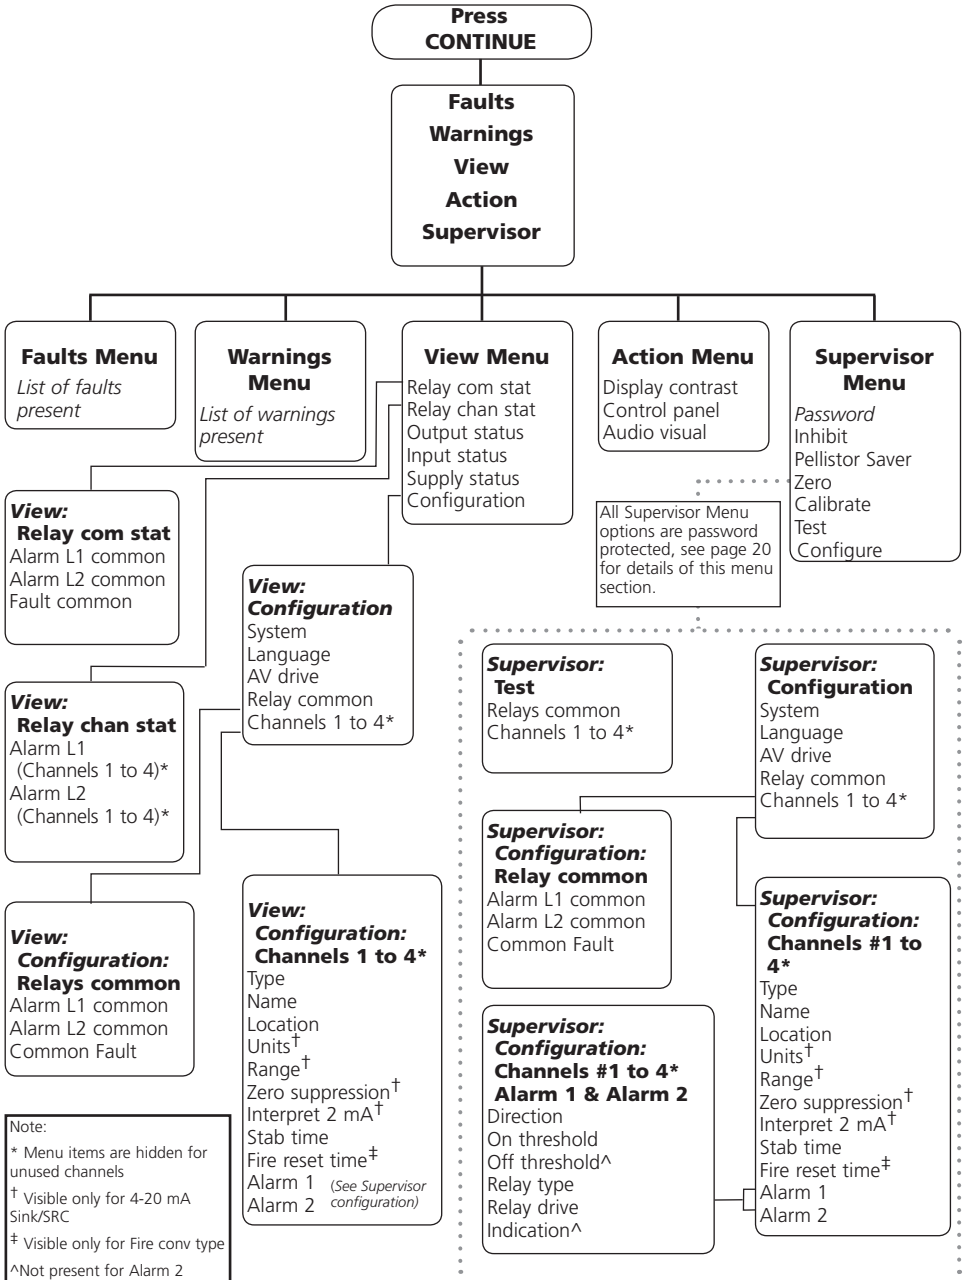 Press
CONTINUE
Faults
Warnings
View
Action
Supervisor
Faults Menu
List of faults
present
Warnings
Menu
List of warnings
present
View Menu
Relay com stat
Relay chan stat
Output status
Input status
Supply status
Configuration
Action Menu
Display contrast
Control panel
Audio visual
Supervisor
Menu
Password
Inhibit
Pellistor Saver
Zero
Calibrate
Test
Configure
All Supervisor Menu
options are password
protected, see page 20
for details of this menu
section.
View:
Relay com stat
Alarm L1 common
Alarm L2 common
Fault common
View:
Configuration
System
Language
AV drive
Relay common
Channels 1 to 4*
View:
Relay chan stat
Alarm L1
(Channels 1 to 4)*
Alarm L2
(Channels 1 to 4)*
View:
Configuration:
Relays common
Alarm L1 common
Alarm L2 common
Common Fault
View:
Configuration:
Channels 1 to 4*
Type
Name
Location
Units†
Range†
Zero suppression†
Interpret 2 mA†
Stab time
Fire reset time‡
Alarm 1 (See Supervisor
Alarm 2 configuration)
Supervisor:
Test
Relays common
Channels 1 to 4*
Supervisor:
Configuration
System
Language
AV drive
Relay common
Channels 1 to 4*
Supervisor:
Configuration:
Relay common
Alarm L1 common
Alarm L2 common
Common Fault
Supervisor:
Configuration:
Channels #1 to
4*
Type
Name
Location
Units†
Range†
Zero suppression†
Interpret 2 mA†
Stab time
Fire reset time‡
Alarm 1
Alarm 2
Supervisor:
Configuration:
Channels #1 to 4*
Alarm 1 & Alarm 2
Direction
On threshold
Off threshold^
Relay type
Relay drive
Indication^
Note:
* Menu items are hidden for
unused channels
† Visible only for 4-20 mA
Sink/SRC
‡ Visible only for Fire conv type
^Not present for Alarm 2